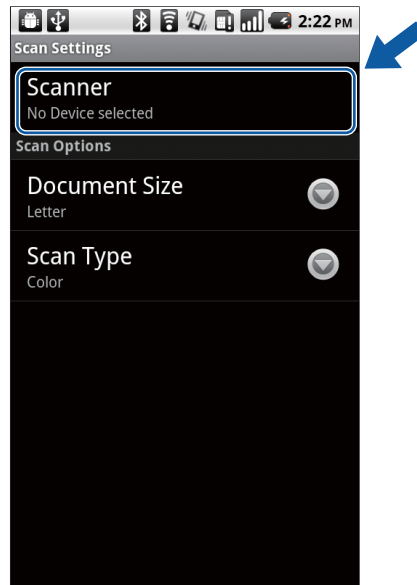 2:22 PM
Scan Settings
Scanner
No Device selected
Scan Options
Document Size
Letter
Scan Type
Color